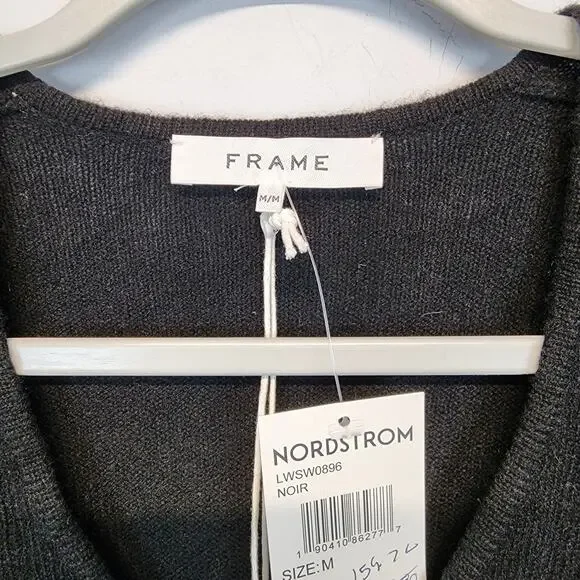 FRAME
M/M
NORDSTROM
LWSW0896
NOIR
1 90410 86277 7
SIZE: M